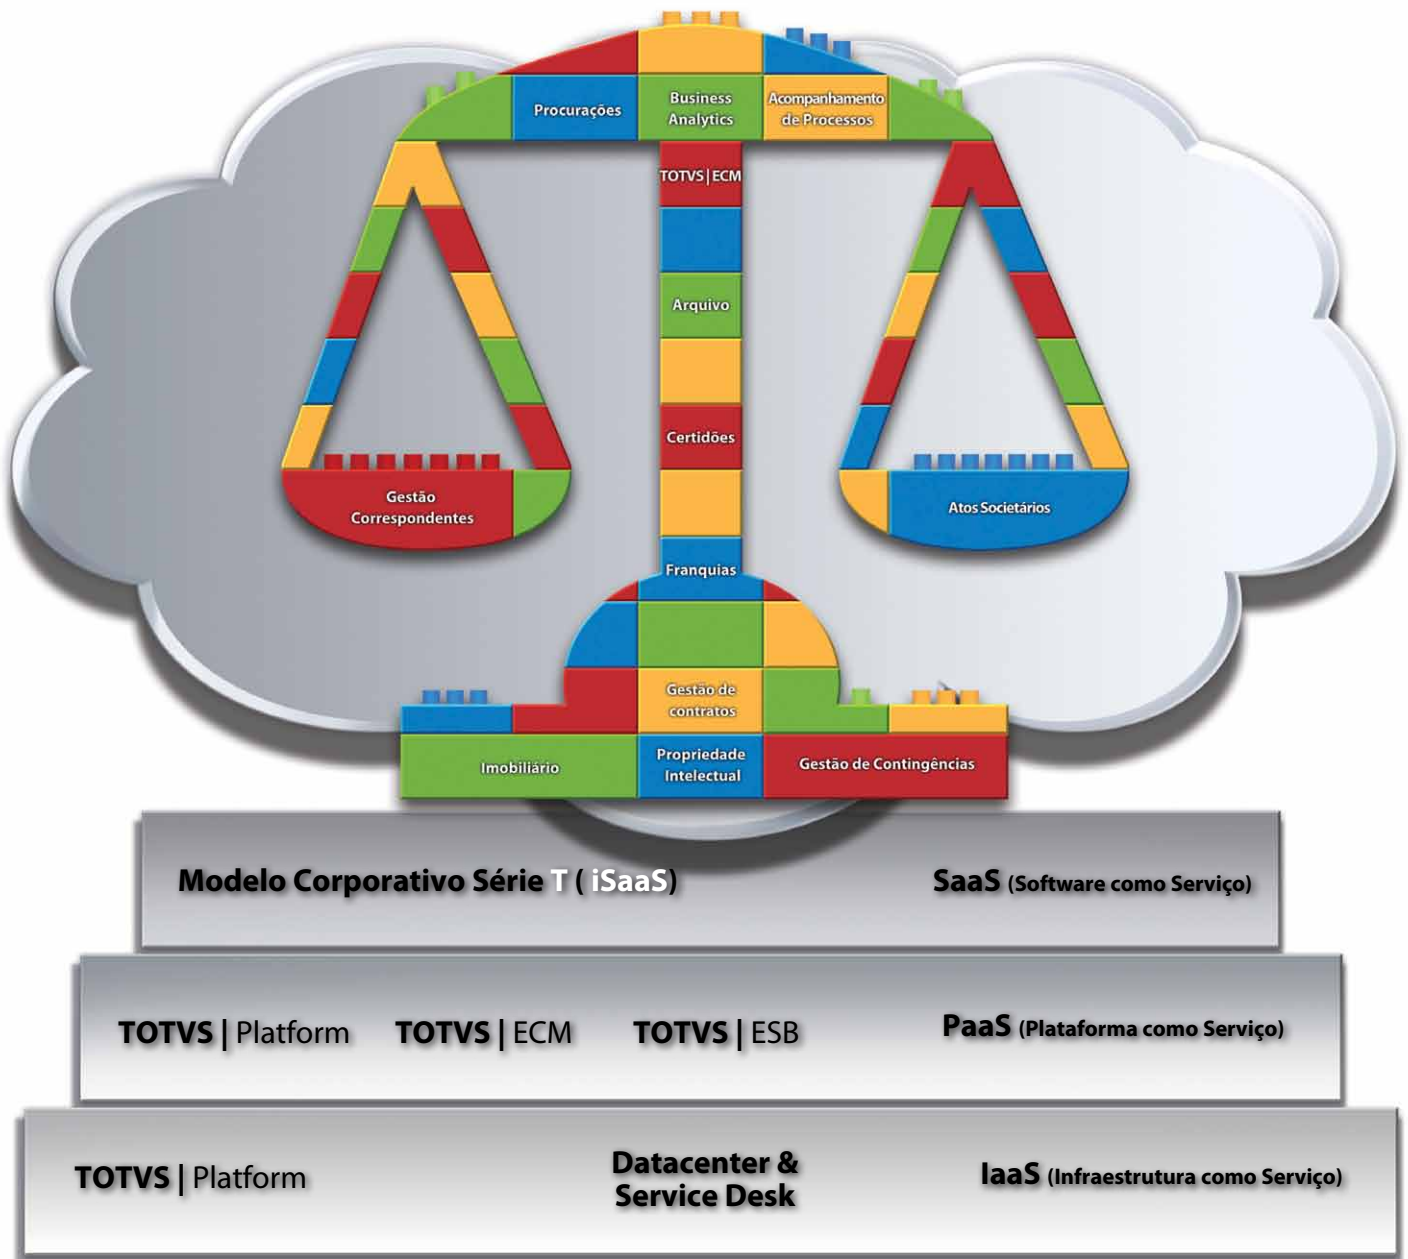 Procurações
Business
Analytics
Acompanhamento
de Processos
TOTVS|ECM
Arquivo
Certidões
Gestão
Correspondentes
Atos Societários
Franquias
Gestão de
contratos
Imobiliário
Propriedade
Intelectual
Gestão de Contingências
Modelo Corporativo Série T ( iSaaS)
SaaS (Software como Serviço)
TOTVS | Platform
TOTVS | ECM
TOTVS | ESB
PaaS (Plataforma como Serviço)
TOTVS | Platform
Datacenter &
Service Desk
IaaS (Infraestrutura como Serviço)